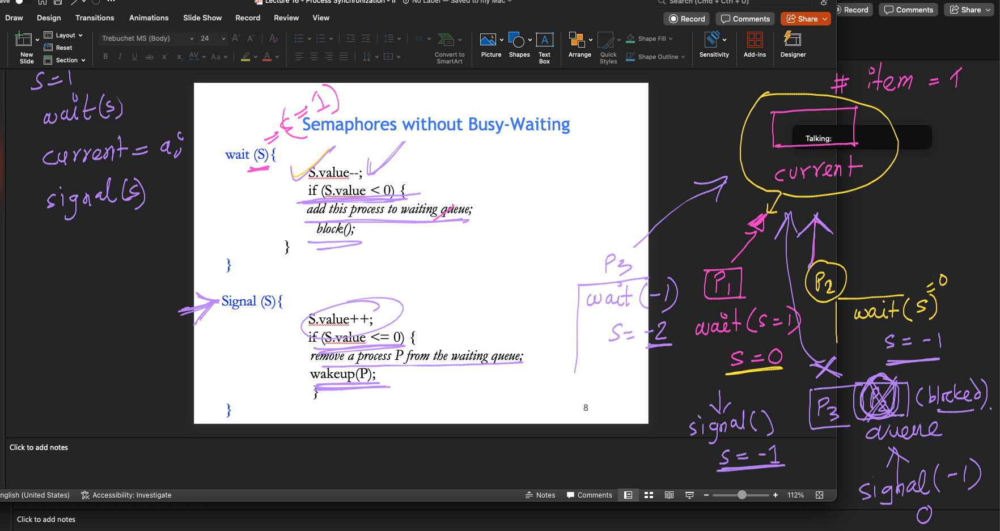 Lecture 16 - Process Synchronization - II
No Label — Saved to my Mac
Search (Cmd + Ctrl + U)
Draw Design Transitions Animations Slide Show Record Review View
Record Comments Share
Record Comments Share
New Slide
Layout
Reset
Section
Trebuchet MS (Body) 24
Convert to SmartArt
Picture Shapes Text Box
Arrange Quick Styles
Shape Fill
Shape Outline
Sensitivity Add-ins Designer
s=1
wait(s)
current = a;
signal(s)
(= 1)
Semaphores without Busy-Waiting
wait (S){
S.value--;
if (S.value < 0) {
add this process to waiting queue;
block();
}
}
Signal (S){
S.value++;
if (S.value <= 0) {
remove a process P from the waiting queue;
wakeup(P);
}
}
8
# item = 1
Talking:
current
P3
wait(-1)
S= -2
P1
wait(s=1)
s=0
signal()
s = -1
P2
=0
wait(s)
s = -1
P3
(blocked).
queue
signal(-1)
0
Click to add notes
nglish (United States) Accessibility: Investigate
Notes Comments 112%
Click to add notes